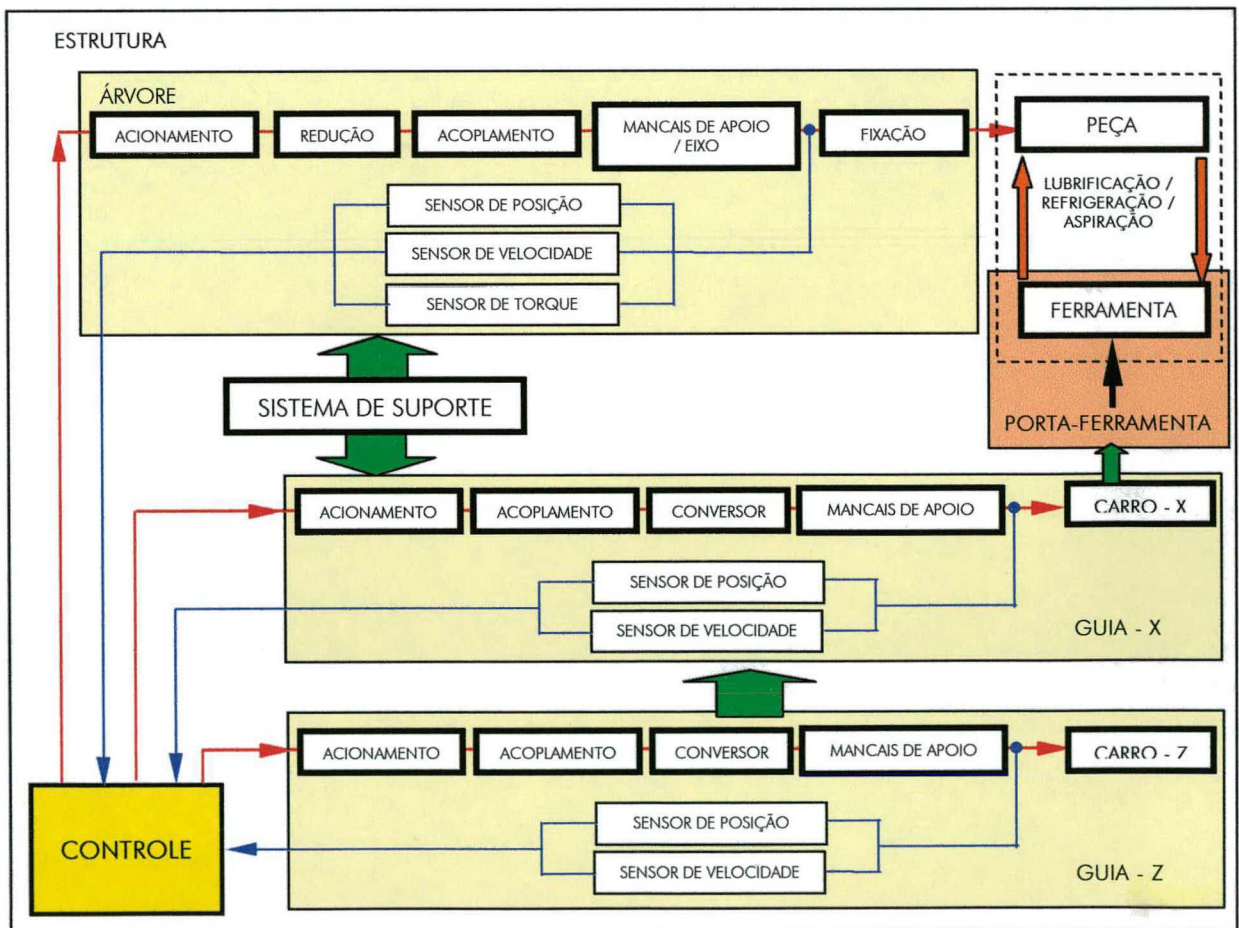 ESTRUTURA
ÁRVORE
ACIONAMENTO
REDUÇÃO
ACOPLAMENTO
MANCAIS DE APOIO
/ EIXO
FIXAÇÃO
PEÇA
LUBRIFICAÇÃO /
REFRIGERAÇÃO /
ASPIRAÇÃO
SENSOR DE POSIÇÃO
SENSOR DE VELOCIDADE
SENSOR DE TORQUE
FERRAMENTA
PORTA-FERRAMENTA
SISTEMA DE SUPORTE
ACIONAMENTO
ACOPLAMENTO
CONVERSOR
MANCAIS DE APOIO
CARRO - X
SENSOR DE POSIÇÃO
SENSOR DE VELOCIDADE
GUIA - X
ACIONAMENTO
ACOPLAMENTO
CONVERSOR
MANCAIS DE APOIO
CARRO - Z
SENSOR DE POSIÇÃO
SENSOR DE VELOCIDADE
GUIA - Z
CONTROLE